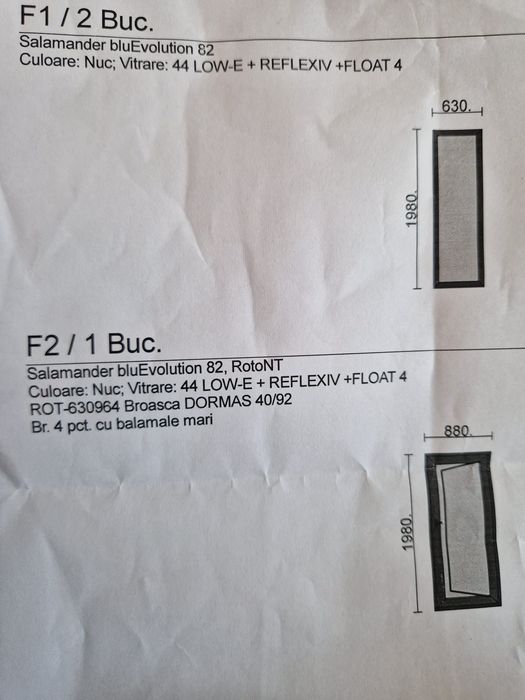 F1 / 2 Buc.
Salamander bluEvolution 82
Culoare: Nuc; Vitrare: 44 LOW-E + REFLEXIV +FLOAT 4
630.
1980.
F2 / 1 Buc.
Salamander bluEvolution 82, RotoNT
Culoare: Nuc; Vitrare: 44 LOW-E + REFLEXIV +FLOAT 4
ROT-630964 Broasca DORMAS 40/92
Br. 4 pct. cu balamale mari
880.
1980.